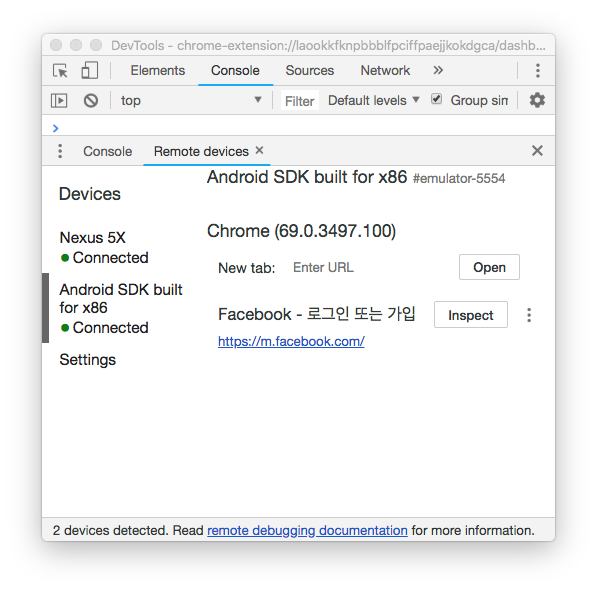 DevTools - chrome-extension://laookkfknpbbblfpciffpaejjkokdgca/dashb...
Elements Console Sources Network »
top Filter Default levels Group sim
Console Remote devices
Devices
Nexus 5X
Connected
Android SDK built
for x86
Connected
Settings
Android SDK built for x86 #emulator-5554
Chrome (69.0.3497.100)
New tab: Enter URL Open
Facebook - 로그인 또는 가입 Inspect
https://m.facebook.com/
2 devices detected. Read remote debugging documentation for more information.